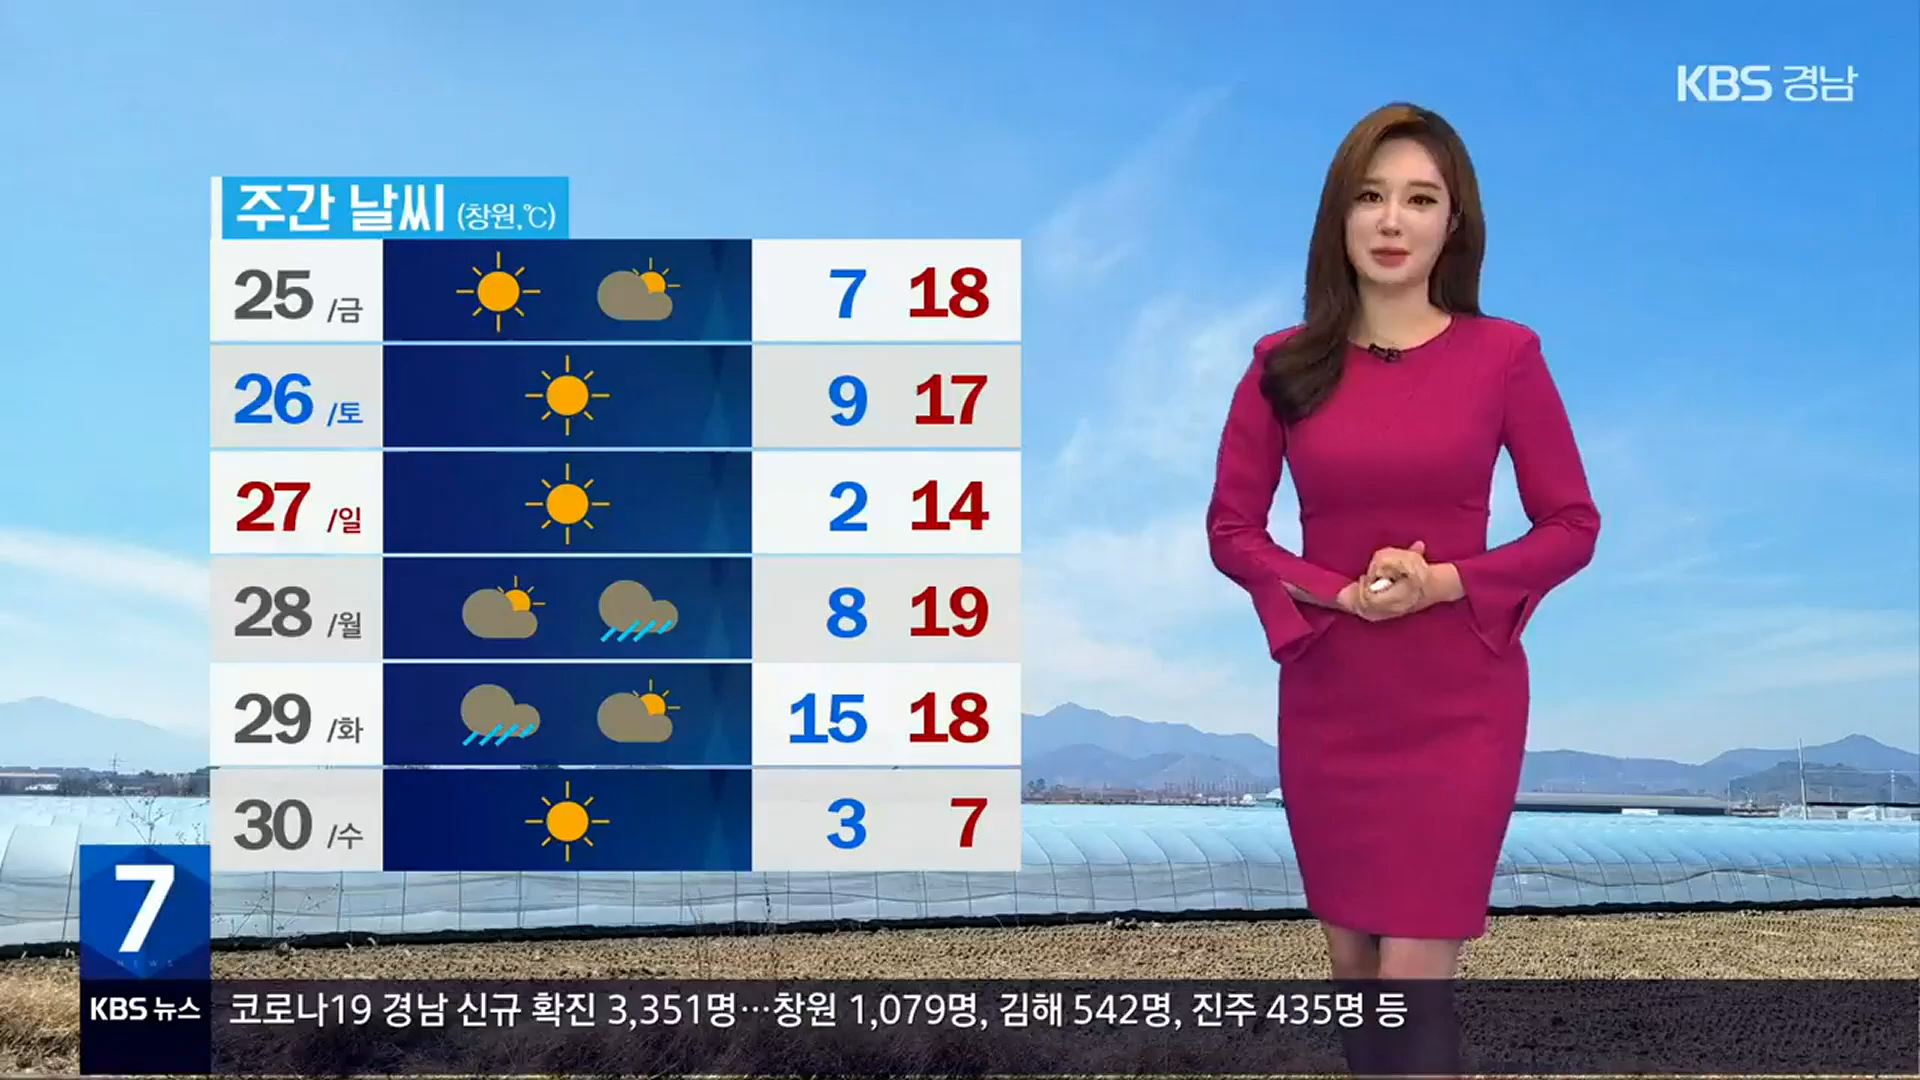 KBS 경남
주간 날씨 (창원,℃)
25 /금 7 18
26 /토 9 17
27 /일 2 14
28 /월 8 19
29 /화 15 18
30 /수 3 7
7
NEWS
KBS 뉴스 코로나19 경남 신규 확진 3,351명…창원 1,079명, 김해 542명, 진주 435명 등